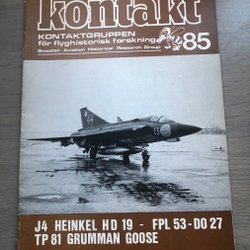 kontakt
KONTAKTGRUPPEN
för flyghistorisk forskning
Swedish Aviation Historical Research Group
85
J4 HEINKEL HD 19 - FPL 53-DO 27
TP 81 GRUMMAN GOOSE